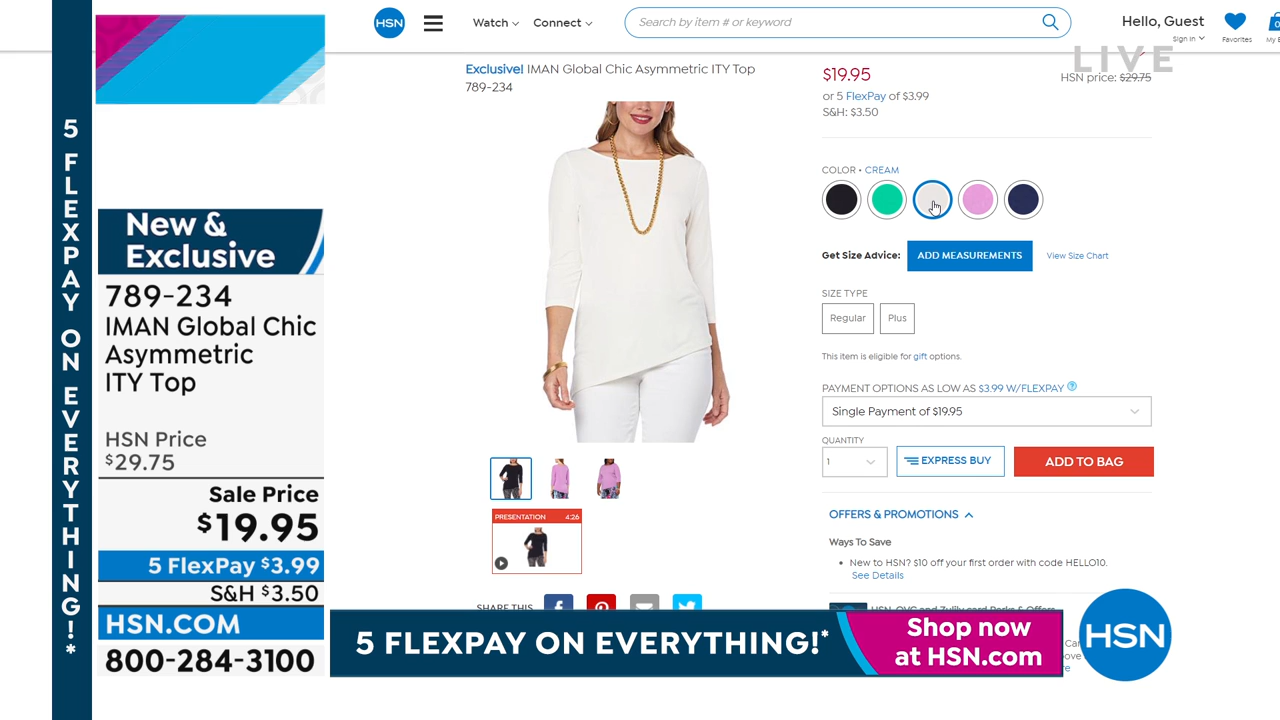 5 FLEXPAY ON EVERYTHING!*
New &
Exclusive
789-234
IMAN Global Chic
Asymmetric
ITY Top
HSN Price
$29.75
Sale Price
$19.95
5 FlexPay $3.99
S&H $3.50
HSN.COM
800-284-3100
HSN
Watch
Connect
Search by item # or keyword
Hello, Guest
Sign In
Favorites
LIVE
Exclusive! IMAN Global Chic Asymmetric ITY Top
789-234
$19.95
HSN price: $29.75
or 5 FlexPay of $3.99
S&H: $3.50
COLOR • CREAM
Get Size Advice:
ADD MEASUREMENTS
View Size Chart
SIZE TYPE
Regular
Plus
This item is eligible for gift options.
PAYMENT OPTIONS AS LOW AS $3.99 W/FLEXPAY
Single Payment of $19.95
QUANTITY
1
EXPRESS BUY
ADD TO BAG
PRESENTATION 4:26
OFFERS & PROMOTIONS
Ways To Save
New to HSN? $10 off your first order with code HELLO10.
See Details
SHARE THIS
5 FLEXPAY ON EVERYTHING!*
Shop now
at HSN.com
HSN